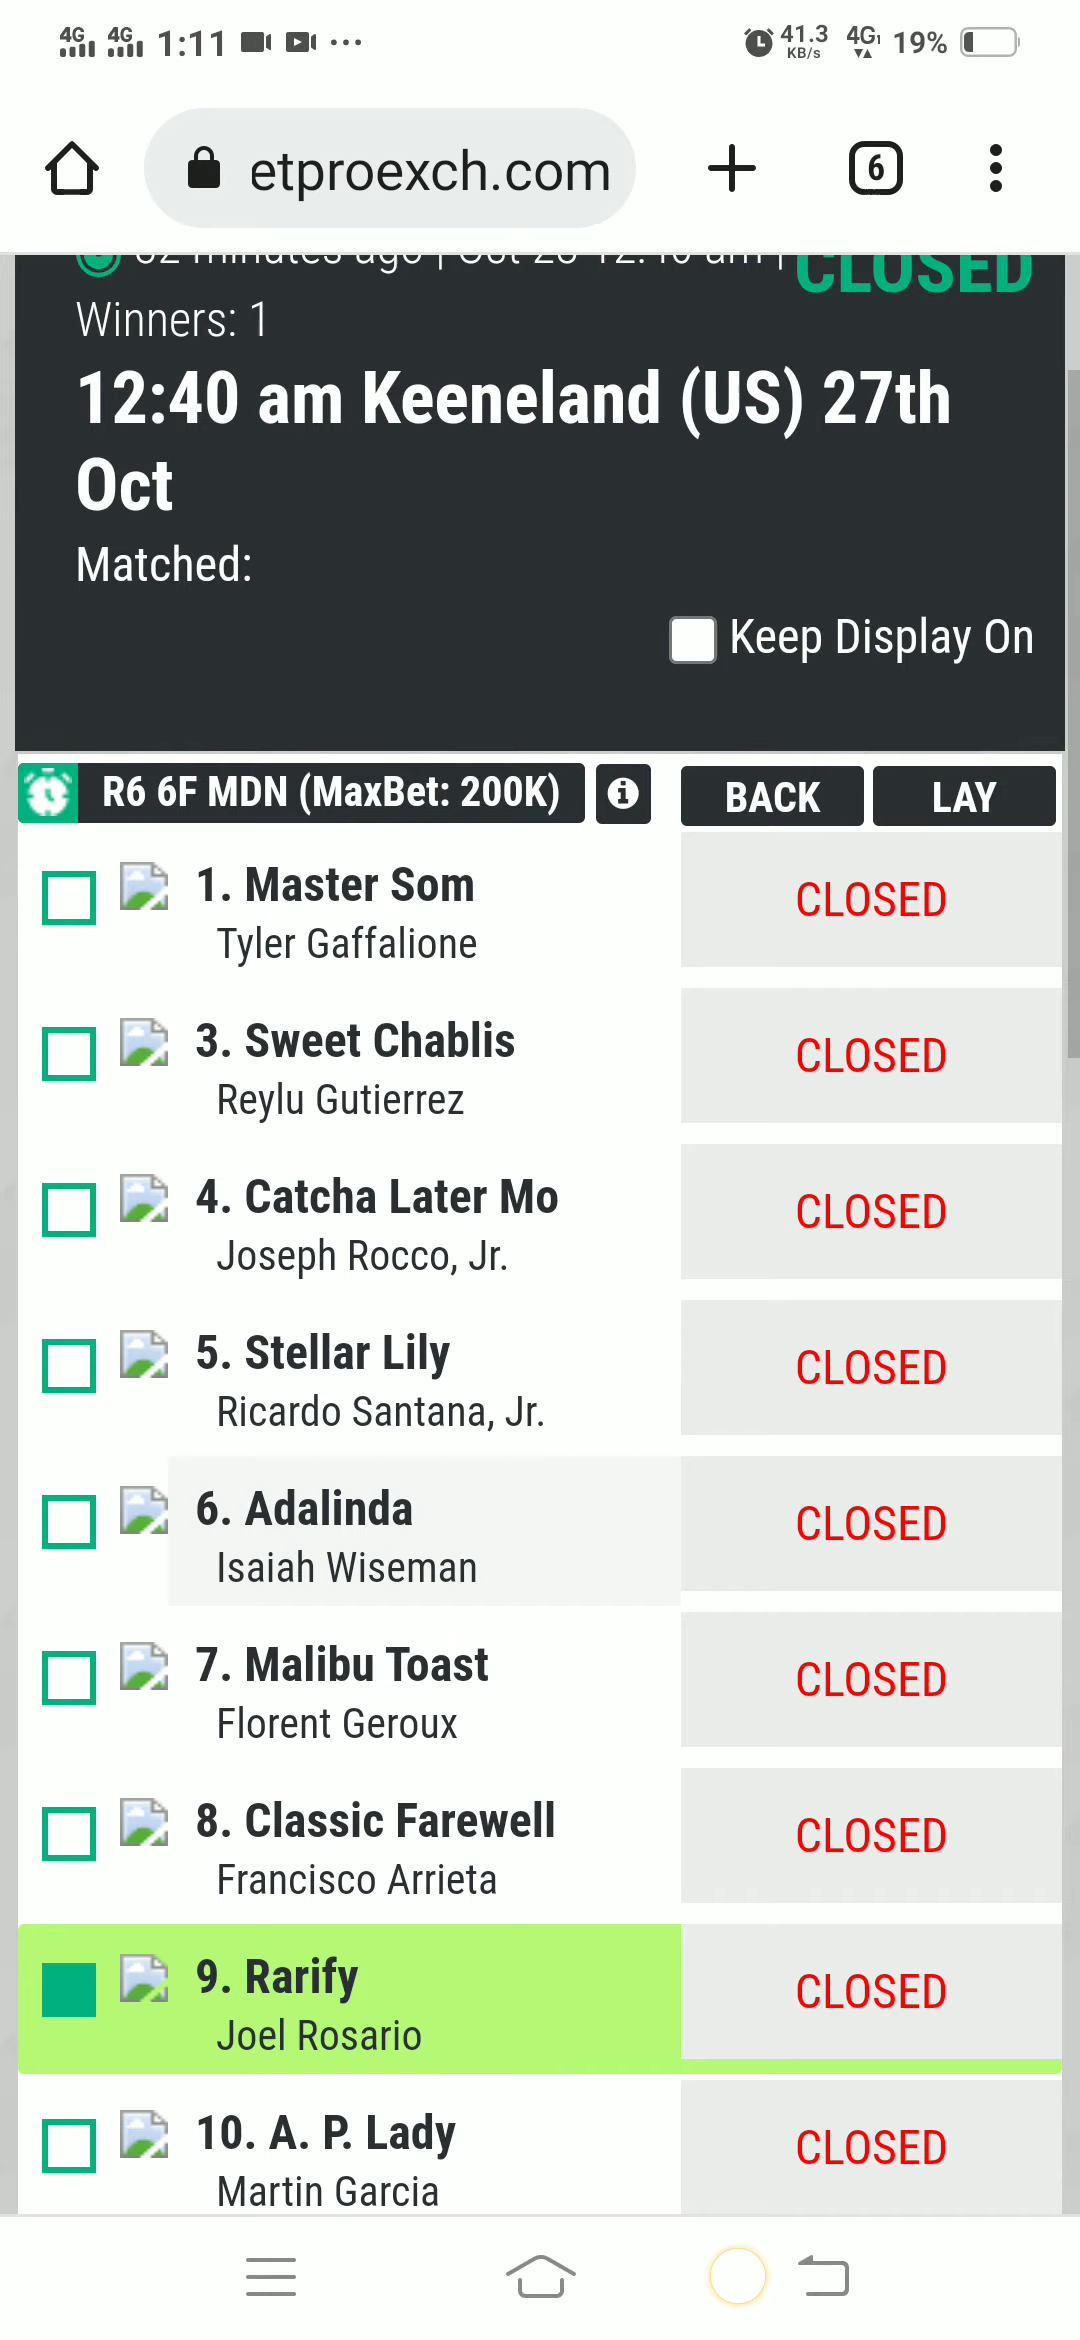 4G 4G 1:11 ... 41.3 KB/s 4G 19%
etproexch.com 6
minutes ago | Oct am | CLOSED
Winners: 1
12:40 am Keeneland (US) 27th
Oct
Matched:
Keep Display On
R6 6F MDN (MaxBet: 200K) BACK LAY
1. Master Som CLOSED
Tyler Gaffalione
3. Sweet Chablis CLOSED
Reylu Gutierrez
4. Catcha Later Mo CLOSED
Joseph Rocco, Jr.
5. Stellar Lily CLOSED
Ricardo Santana, Jr.
6. Adalinda CLOSED
Isaiah Wiseman
7. Malibu Toast CLOSED
Florent Geroux
8. Classic Farewell CLOSED
Francisco Arrieta
9. Rarify CLOSED
Joel Rosario
10. A. P. Lady CLOSED
Martin Garcia